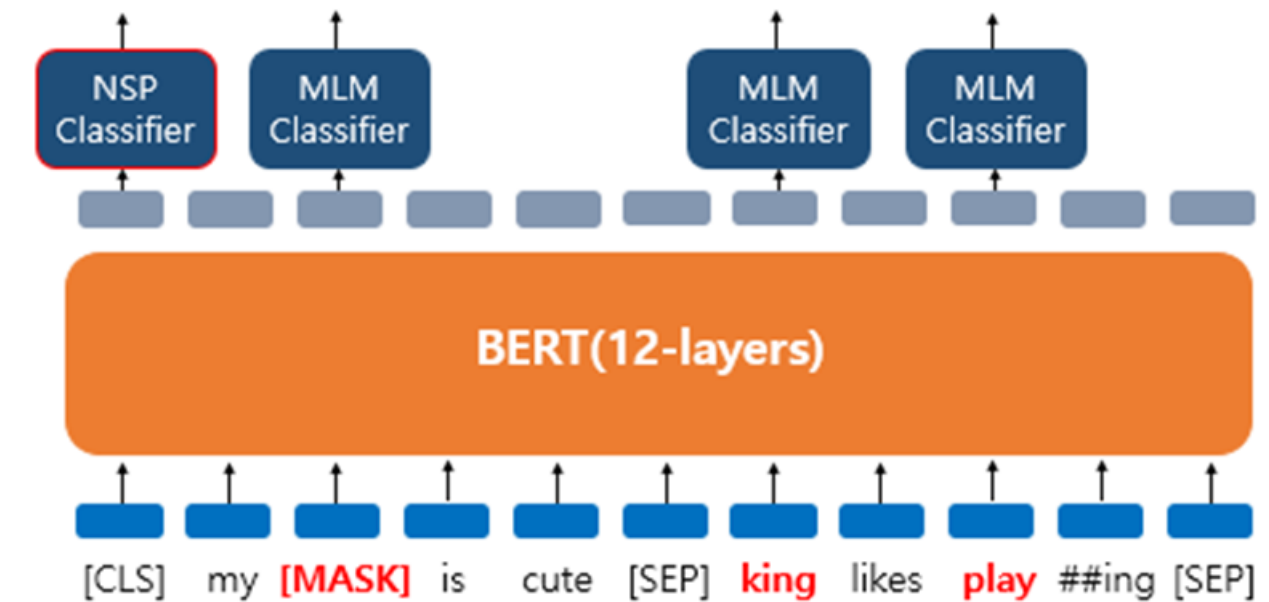 NSP
Classifier
MLM
Classifier
MLM
Classifier
MLM
Classifier
BERT(12-layers)
[CLS] my [MASK] is cute [SEP] king likes play ##ing [SEP]